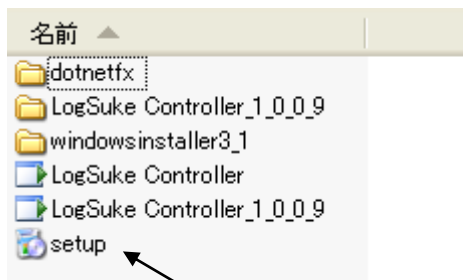 名前
dotnetfx
LogSuke Controller_1_0_0_9
windowsinstaller3_1
LogSuke Controller
LogSuke Controller_1_0_0_9
setup